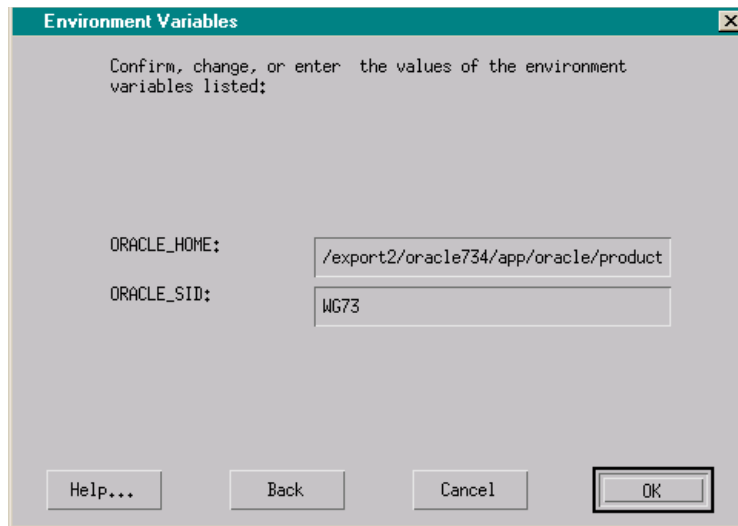 Environment Variables
Confirm, change, or enter  the values of the environment
variables listed:
ORACLE_HOME:
/export2/oracle734/app/oracle/product
ORACLE_SID:
WG73
Help... Back Cancel OK